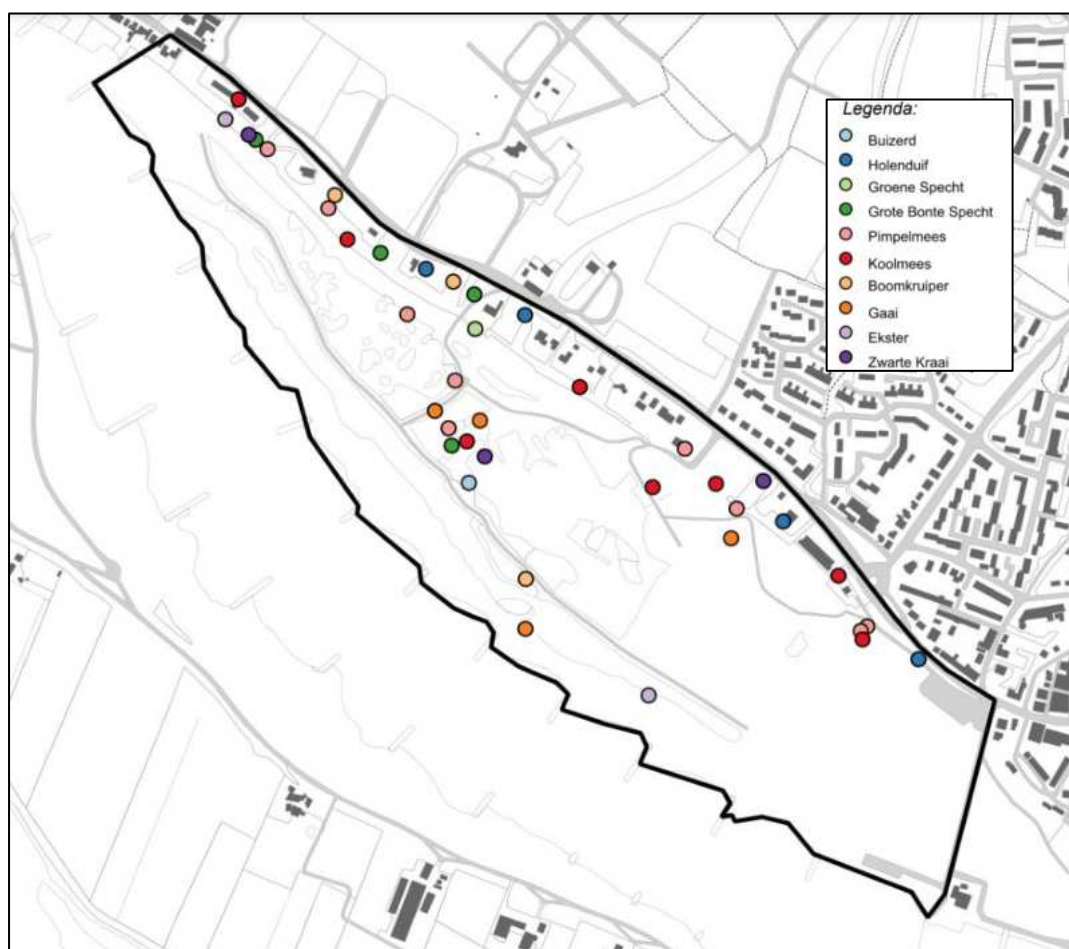 Legenda:
Buizerd
Holenduif
Groene Specht
Grote Bonte Specht
Pimpelmees
Koolmees
Boomkruiper
Gaai
Ekster
Zwarte Kraai